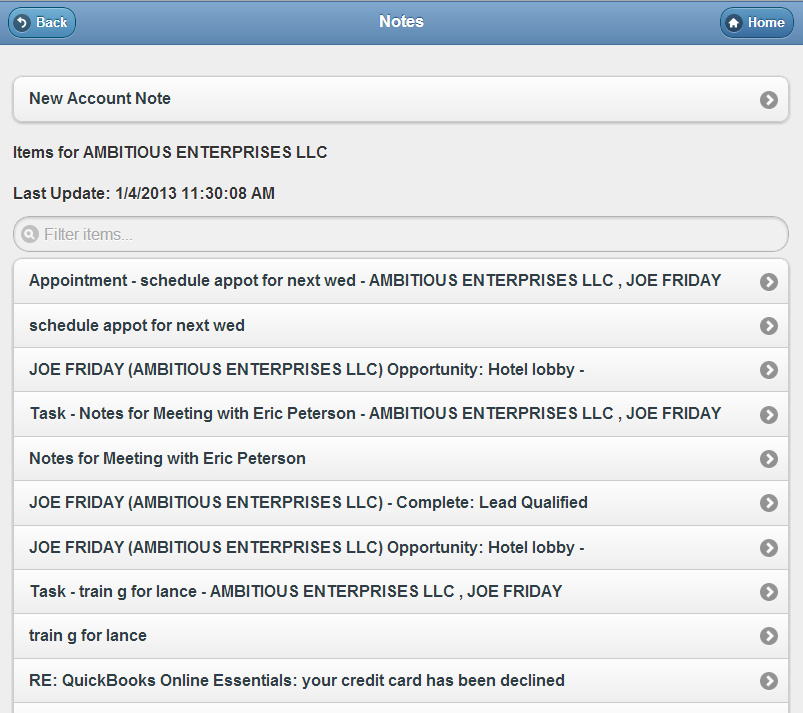 Back
Notes
Home
New Account Note
Items for AMBITIOUS ENTERPRISES LLC
Last Update: 1/4/2013 11:30:08 AM
Filter items...
Appointment - schedule appot for next wed - AMBITIOUS ENTERPRISES LLC , JOE FRIDAY
schedule appot for next wed
JOE FRIDAY (AMBITIOUS ENTERPRISES LLC) Opportunity: Hotel lobby -
Task - Notes for Meeting with Eric Peterson - AMBITIOUS ENTERPRISES LLC , JOE FRIDAY
Notes for Meeting with Eric Peterson
JOE FRIDAY (AMBITIOUS ENTERPRISES LLC) - Complete: Lead Qualified
JOE FRIDAY (AMBITIOUS ENTERPRISES LLC) Opportunity: Hotel lobby -
Task - train g for lance - AMBITIOUS ENTERPRISES LLC , JOE FRIDAY
train g for lance
RE: QuickBooks Online Essentials: your credit card has been declined